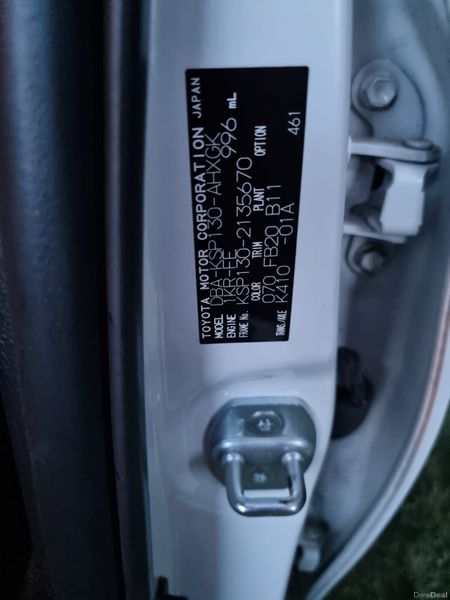 TOYOTA MOTOR CORPORATION JAPAN
MODEL DBA-KSP130-AHXGK
ENGINE 1KR-FE 996 mL
FRAME No. KSP130-2135670
COLOR TRIM PLANT OPTION
070 FB20 B11 461
TRANS/AXLE K410 -01A
DoneDeal